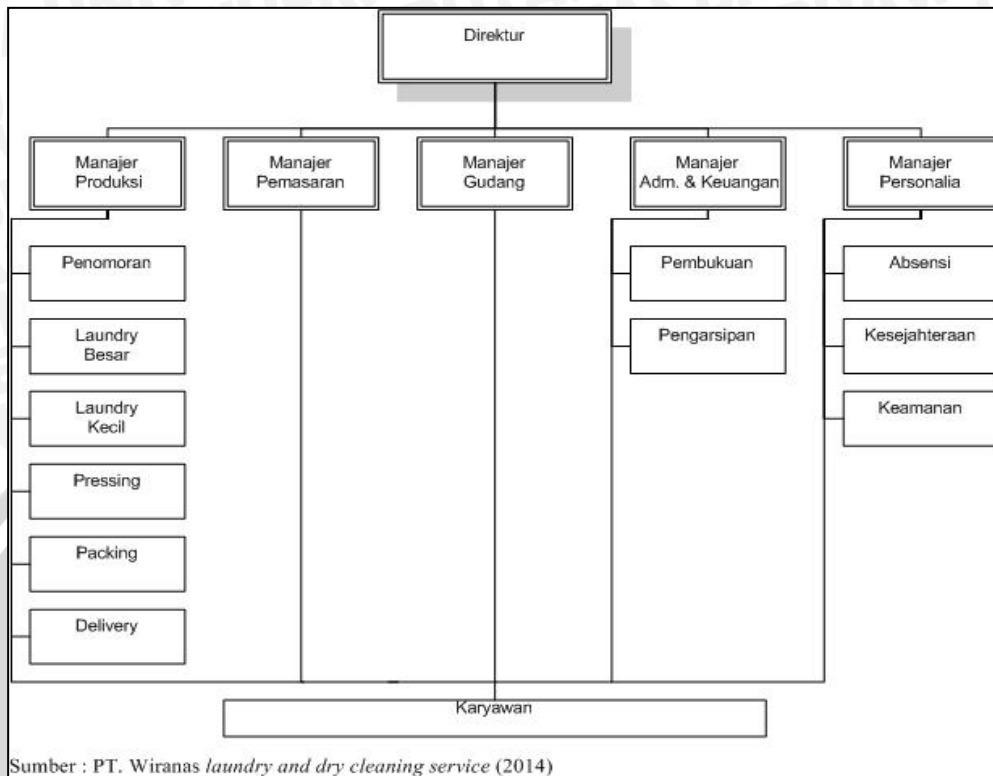 Direktur
Manajer
Produksi
Manajer
Pemasaran
Manajer
Gudang
Manajer
Adm. & Keuangan
Manajer
Personalia
Penomoran
Laundry
Besar
Laundry
Kecil
Pressing
Packing
Delivery
Pembukuan
Pengarsipan
Absensi
Kesejahteraan
Keamanan
Karyawan
Sumber : PT. Wiranas laundry and dry cleaning service (2014)